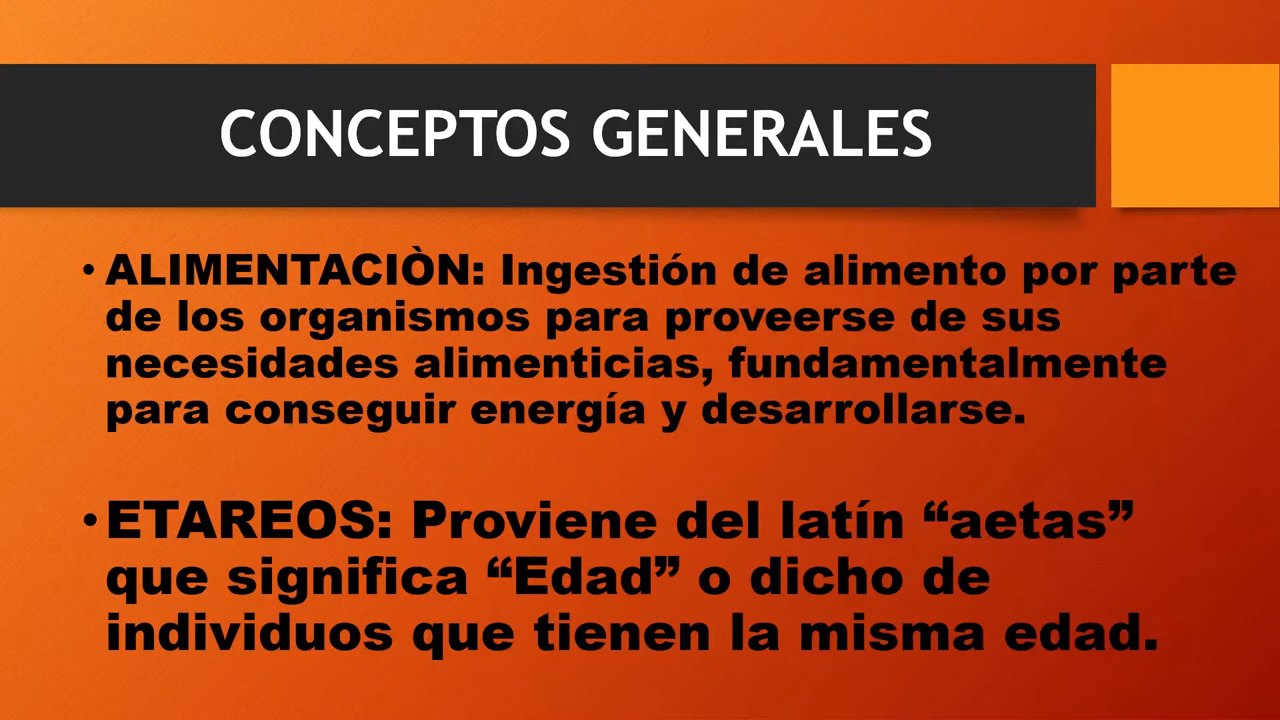 CONCEPTOS GENERALES
• ALIMENTACIÒN: Ingestión de alimento por parte
de los organismos para proveerse de sus
necesidades alimenticias, fundamentalmente
para conseguir energía y desarrollarse.
• ETAREOS: Proviene del latín “aetas”
que significa “Edad” o dicho de
individuos que tienen la misma edad.